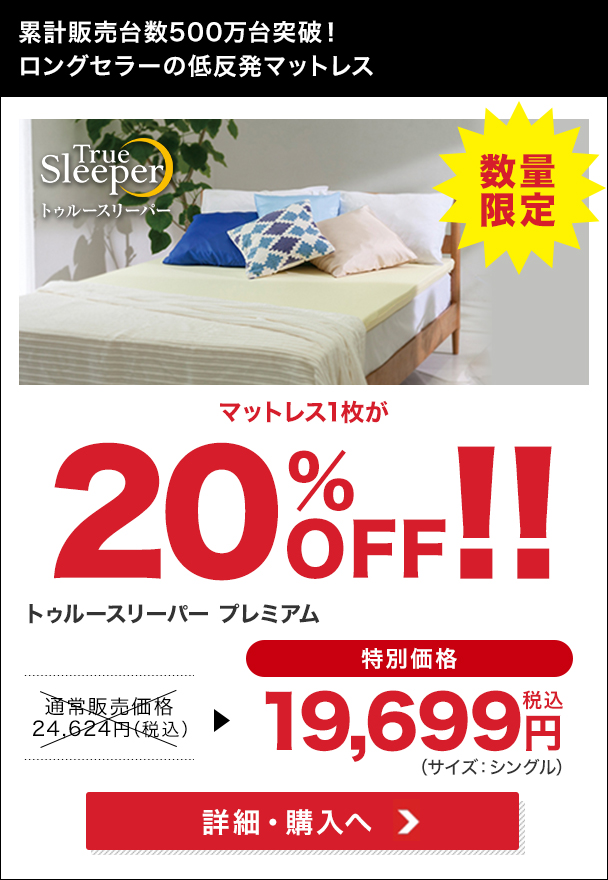 累計販売台数500万台突破！
ロングセラーの低反発マットレス
True
Sleeper
トゥルースリーパー
数量
限定
マットレス1枚が
20%OFF!!
トゥルースリーパー プレミアム
特別価格
通常販売価格
24,624円(税込)
19,699円税込
(サイズ：シングル)
詳細・購入へ